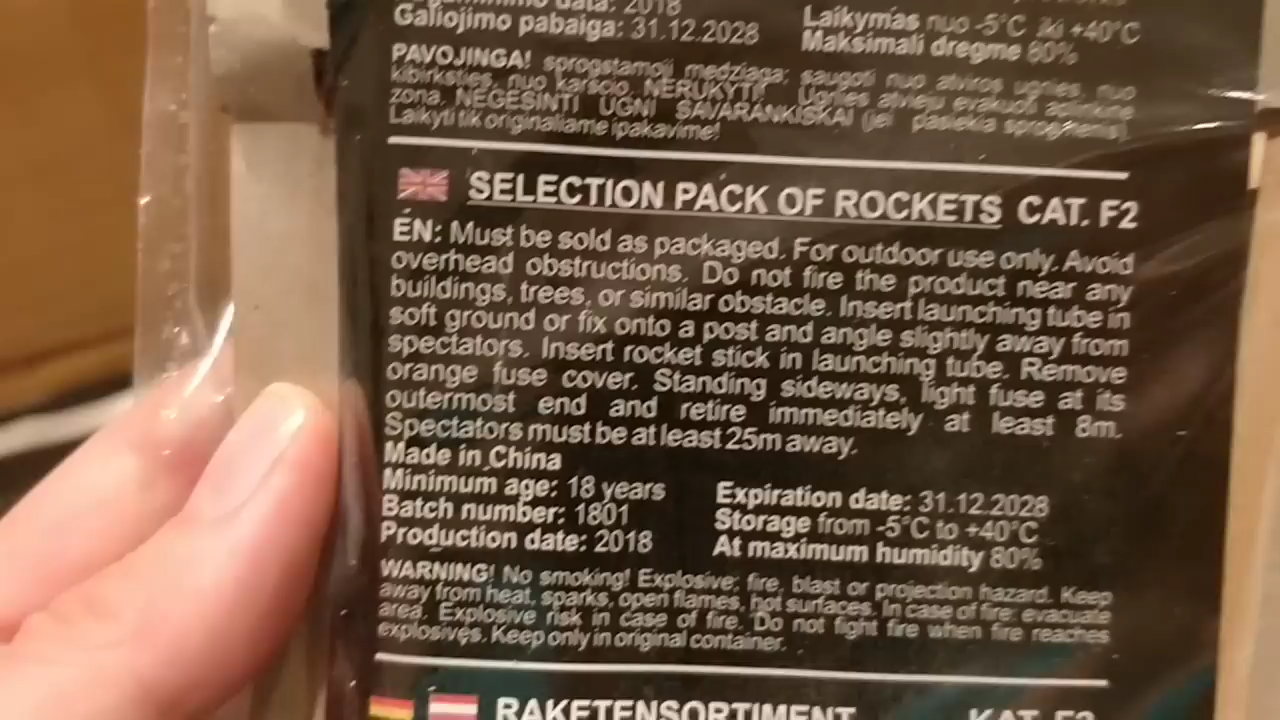 data: 2018
Galiojimo pabaiga: 31.12.2028
Laikymas nuo -5°C iki +40°C
Maksimali drėgmė 80%
PAVOJINGA! sprogstamoji medžiaga; saugoti nuo atviros ugnies, nuo
kibirkšties, nuo karščio. NERŪKYTI! Ugnies atveju evakuoti aplinkinę
zoną. NEGESINTI UGNI SAVARANKIŠKAI (jei pasiekia sprogmenis).
Laikyti tik originaliame įpakavime!
SELECTION PACK OF ROCKETS CAT. F2
EN: Must be sold as packaged. For outdoor use only. Avoid
overhead obstructions. Do not fire the product near any
buildings, trees, or similar obstacle. Insert launching tube in
soft ground or fix onto a post and angle slightly away from
spectators. Insert rocket stick in launching tube. Remove
orange fuse cover. Standing sideways, light fuse at its
outermost end and retire immediately at least 8m.
Spectators must be at least 25m away.
Made in China
Minimum age: 18 years
Batch number: 1801
Production date: 2018
Expiration date: 31.12.2028
Storage from -5°C to +40°C
At maximum humidity 80%
WARNING! No smoking! Explosive; fire, blast or projection hazard. Keep
away from heat, sparks, open flames, hot surfaces. In case of fire: evacuate
area. Explosive risk in case of fire. Do not fight fire when fire reaches
explosives. Keep only in original container.
RAKETENSORTIMENT KAT. F2